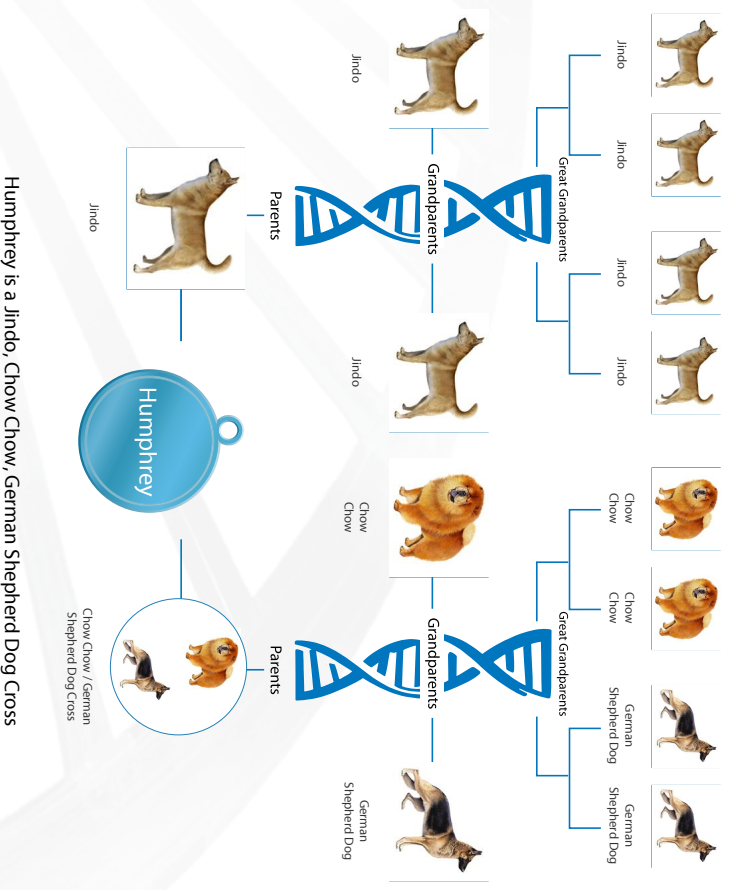 Jindo
Jindo
Jindo
Jindo
Chow
Chow
Chow
Chow
German
Shepherd Dog
German
Shepherd Dog
Great Grandparents
Great Grandparents
Jindo
Grandparents
Jindo
Chow
Chow
Grandparents
German
Shepherd Dog
Parents
Parents
Jindo
Humphrey
Chow Chow / German
Shepherd Dog Cross
Humphrey is a Jindo, Chow Chow, German Shepherd Dog Cross